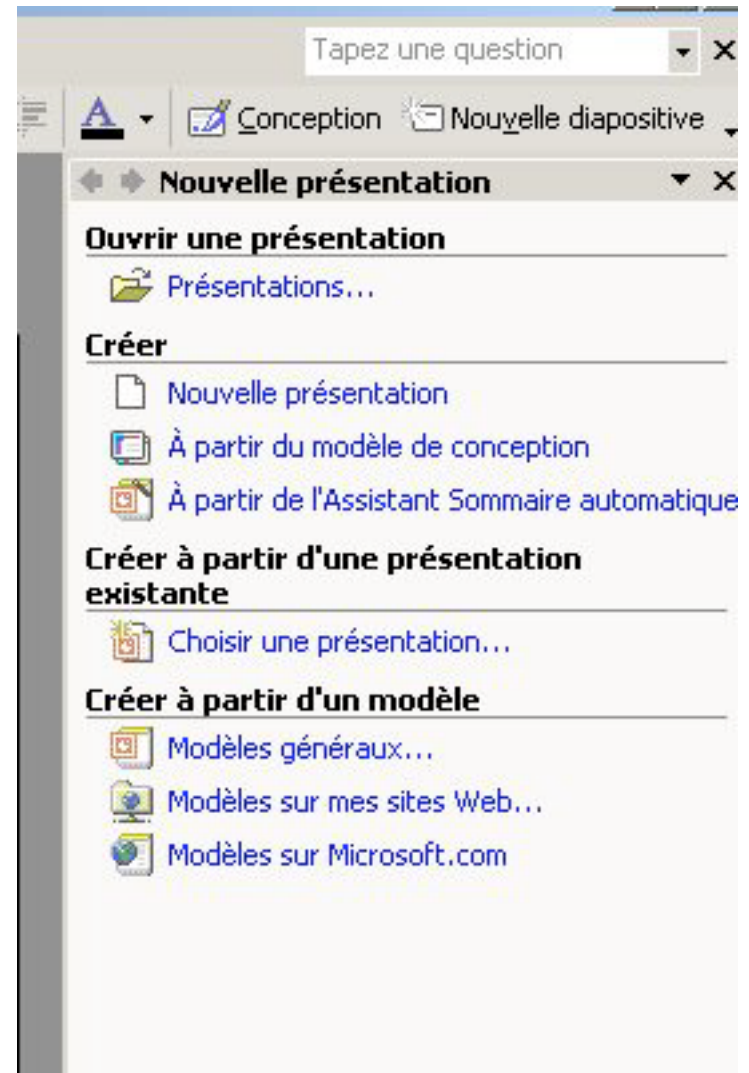 Tapez une question
Conception Nouvelle diapositive
Nouvelle présentation
Ouvrir une présentation
Présentations...
Créer
Nouvelle présentation
À partir du modèle de conception
À partir de l'Assistant Sommaire automatique
Créer à partir d'une présentation
existante
Choisir une présentation...
Créer à partir d'un modèle
Modèles généraux...
Modèles sur mes sites Web...
Modèles sur Microsoft.com